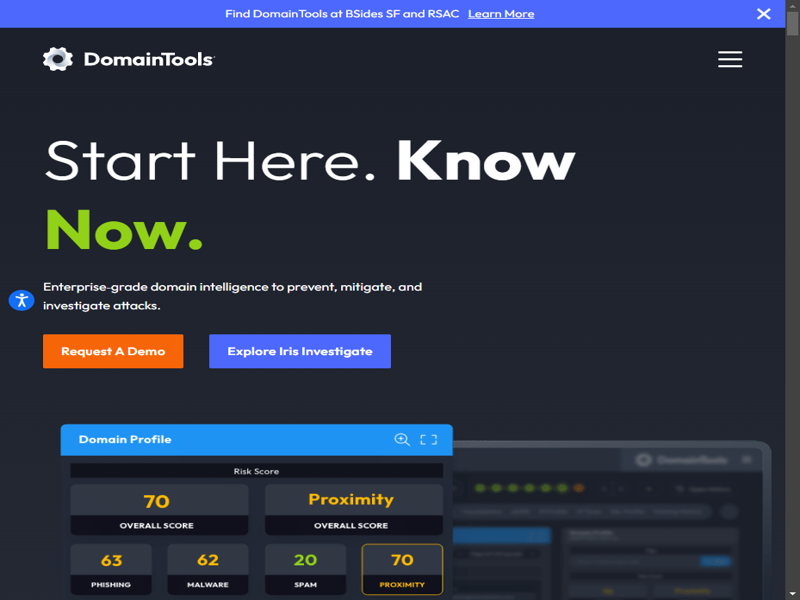 Find DomainTools at BSides SF and RSAC Learn More
DomainTools
Start Here. Know
Now.
Enterprise-grade domain intelligence to prevent, mitigate, and
investigate attacks.
Request A Demo
Explore Iris Investigate
Domain Profile
Risk Score
70
Proximity
OVERALL SCORE
OVERALL SCORE
63
62
20
70
PHISHING
MALWARE
SPAM
PROXIMITY
DomainTools